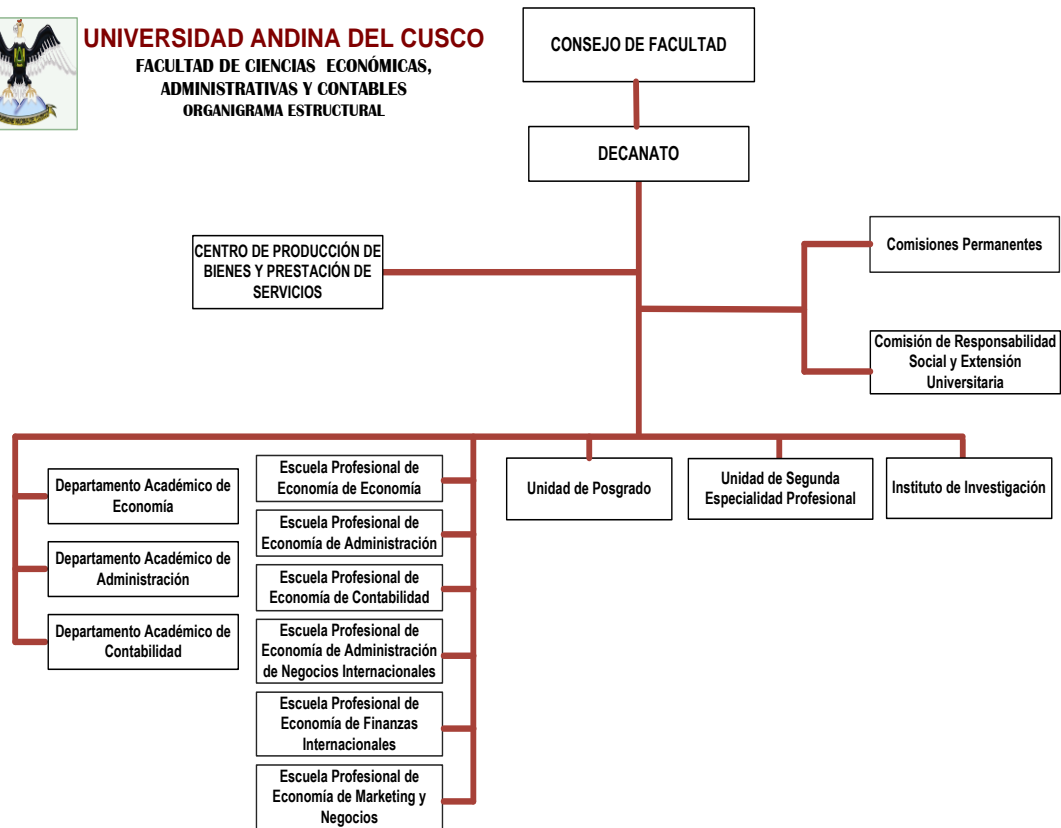 UNIVERSIDAD ANDINA DEL CUSCO
FACULTAD DE CIENCIAS ECONÓMICAS,
ADMINISTRATIVAS Y CONTABLES
ORGANIGRAMA ESTRUCTURAL
CONSEJO DE FACULTAD
DECANATO
CENTRO DE PRODUCCIÓN DE
BIENES Y PRESTACIÓN DE
SERVICIOS
Comisiones Permanentes
Comisión de Responsabilidad
Social y Extensión
Universitaria
Departamento Académico de
Economía
Departamento Académico de
Administración
Departamento Académico de
Contabilidad
Escuela Profesional de
Economía de Economía
Escuela Profesional de
Economía de Administración
Escuela Profesional de
Economía de Contabilidad
Escuela Profesional de
Economía de Administración
de Negocios Internacionales
Escuela Profesional de
Economía de Finanzas
Internacionales
Escuela Profesional de
Economía de Marketing y
Negocios
Unidad de Posgrado
Unidad de Segunda
Especialidad Profesional
Instituto de Investigación